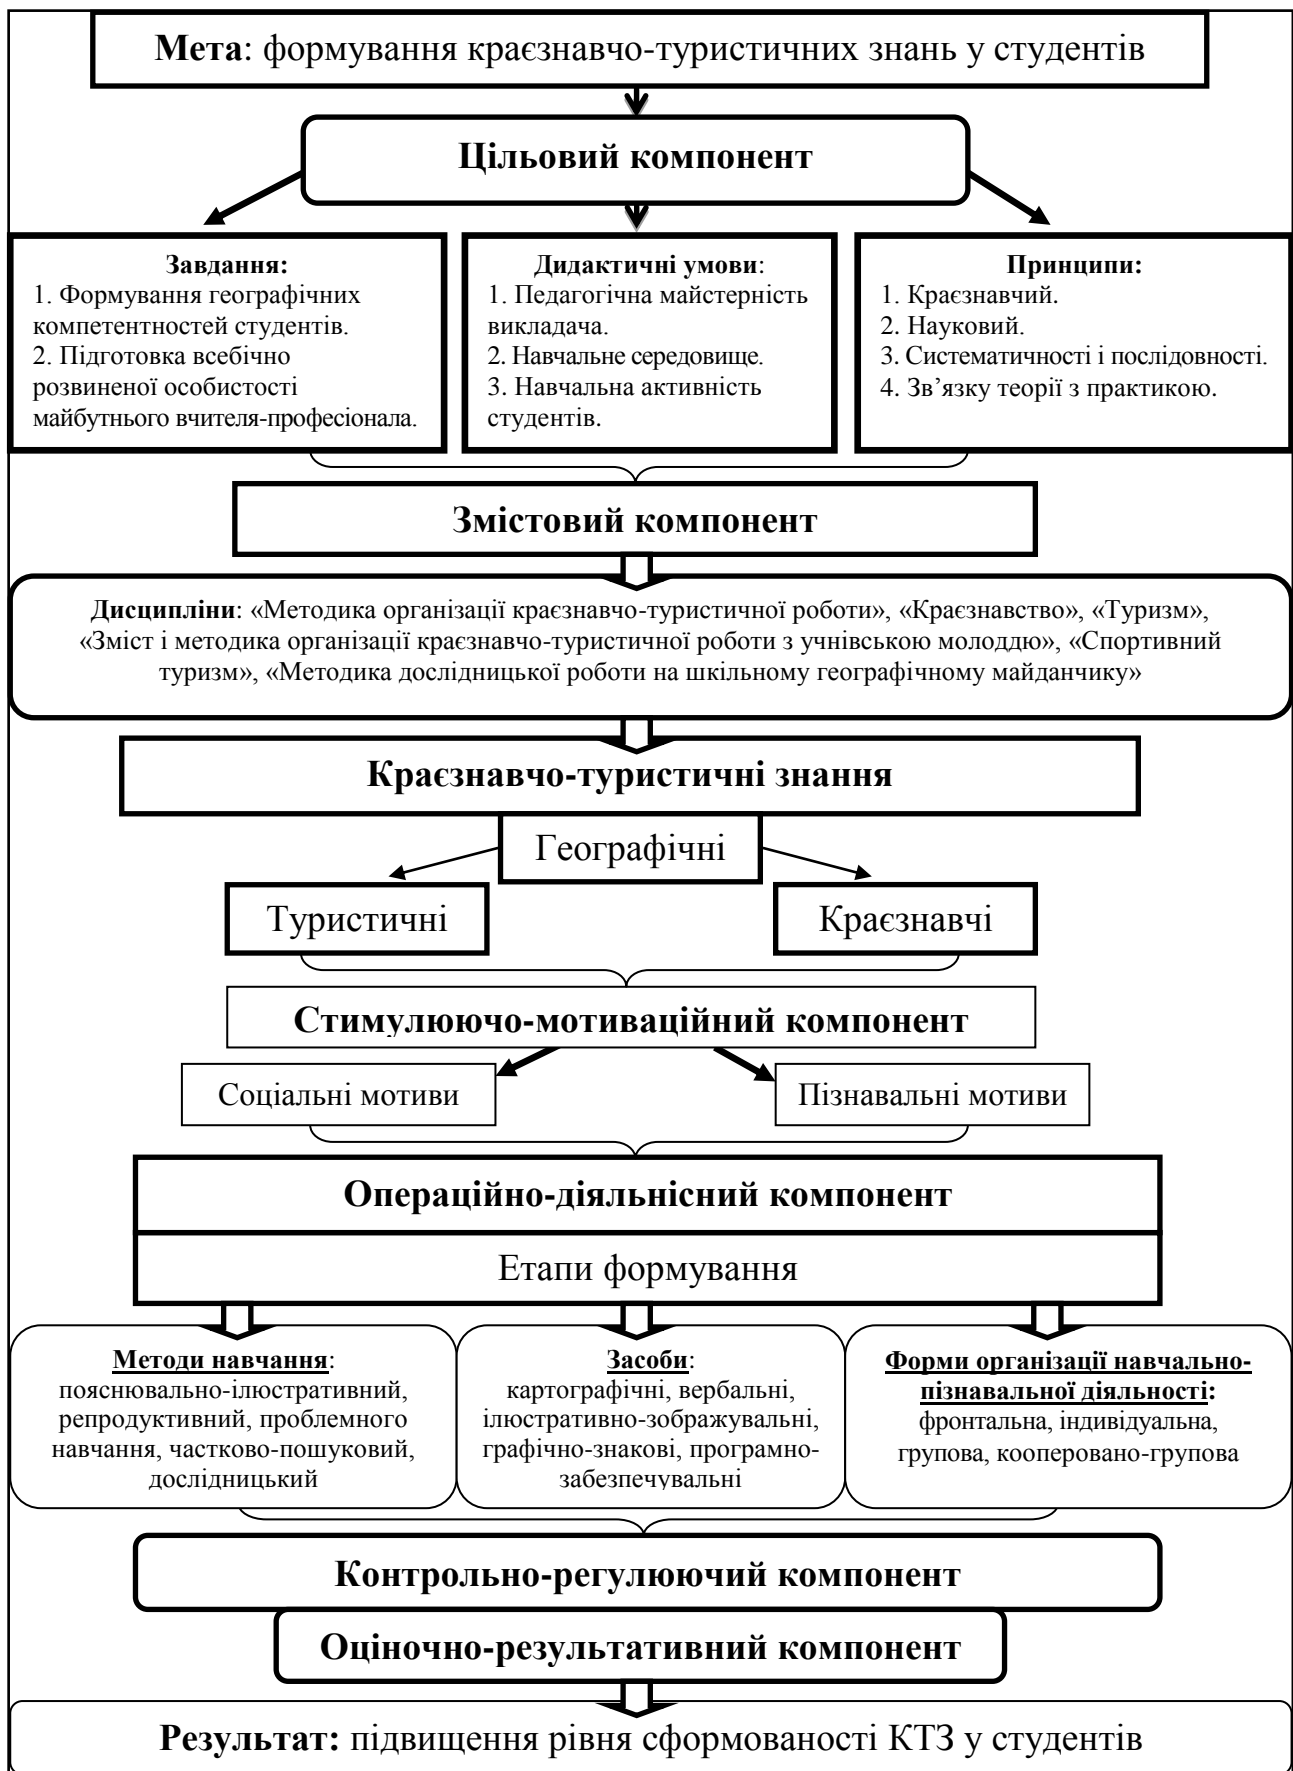 Мета: формування краєзнавчо-туристичних знань у студентів
Цільовий компонент
Завдання:
1. Формування географічних
компетентностей студентів.
2. Підготовка всебічно
розвиненої особистості
майбутнього вчителя-професіонала.
Дидактичні умови:
1. Педагогічна майстерність
викладача.
2. Навчальне середовище.
3. Навчальна активність
студентів.
Принципи:
1. Краєзнавчий.
2. Науковий.
3. Систематичності і послідовності.
4. Зв’язку теорії з практикою.
Змістовий компонент
Дисципліни: «Методика організації краєзнавчо-туристичної роботи», «Краєзнавство», «Туризм»,
«Зміст і методика організації краєзнавчо-туристичної роботи з учнівською молоддю», «Спортивний
туризм», «Методика дослідницької роботи на шкільному географічному майданчику»
Краєзнавчо-туристичні знання
Географічні
Туристичні
Краєзнавчі
Стимулюючо-мотиваційний компонент
Соціальні мотиви
Пізнавальні мотиви
Операційно-діяльнісний компонент
Етапи формування
Методи навчання:
пояснювально-ілюстративний,
репродуктивний, проблемного
навчання, частково-пошуковий,
дослідницький
Засоби:
картографічні, вербальні,
ілюстративно-зображувальні,
графічно-знакові, програмно-
забезпечувальні
Форми організації навчально-
пізнавальної діяльності:
фронтальна, індивідуальна,
групова, кооперовано-групова
Контрольно-регулюючий компонент
Оціночно-результативний компонент
Результат: підвищення рівня сформованості КТЗ у студентів